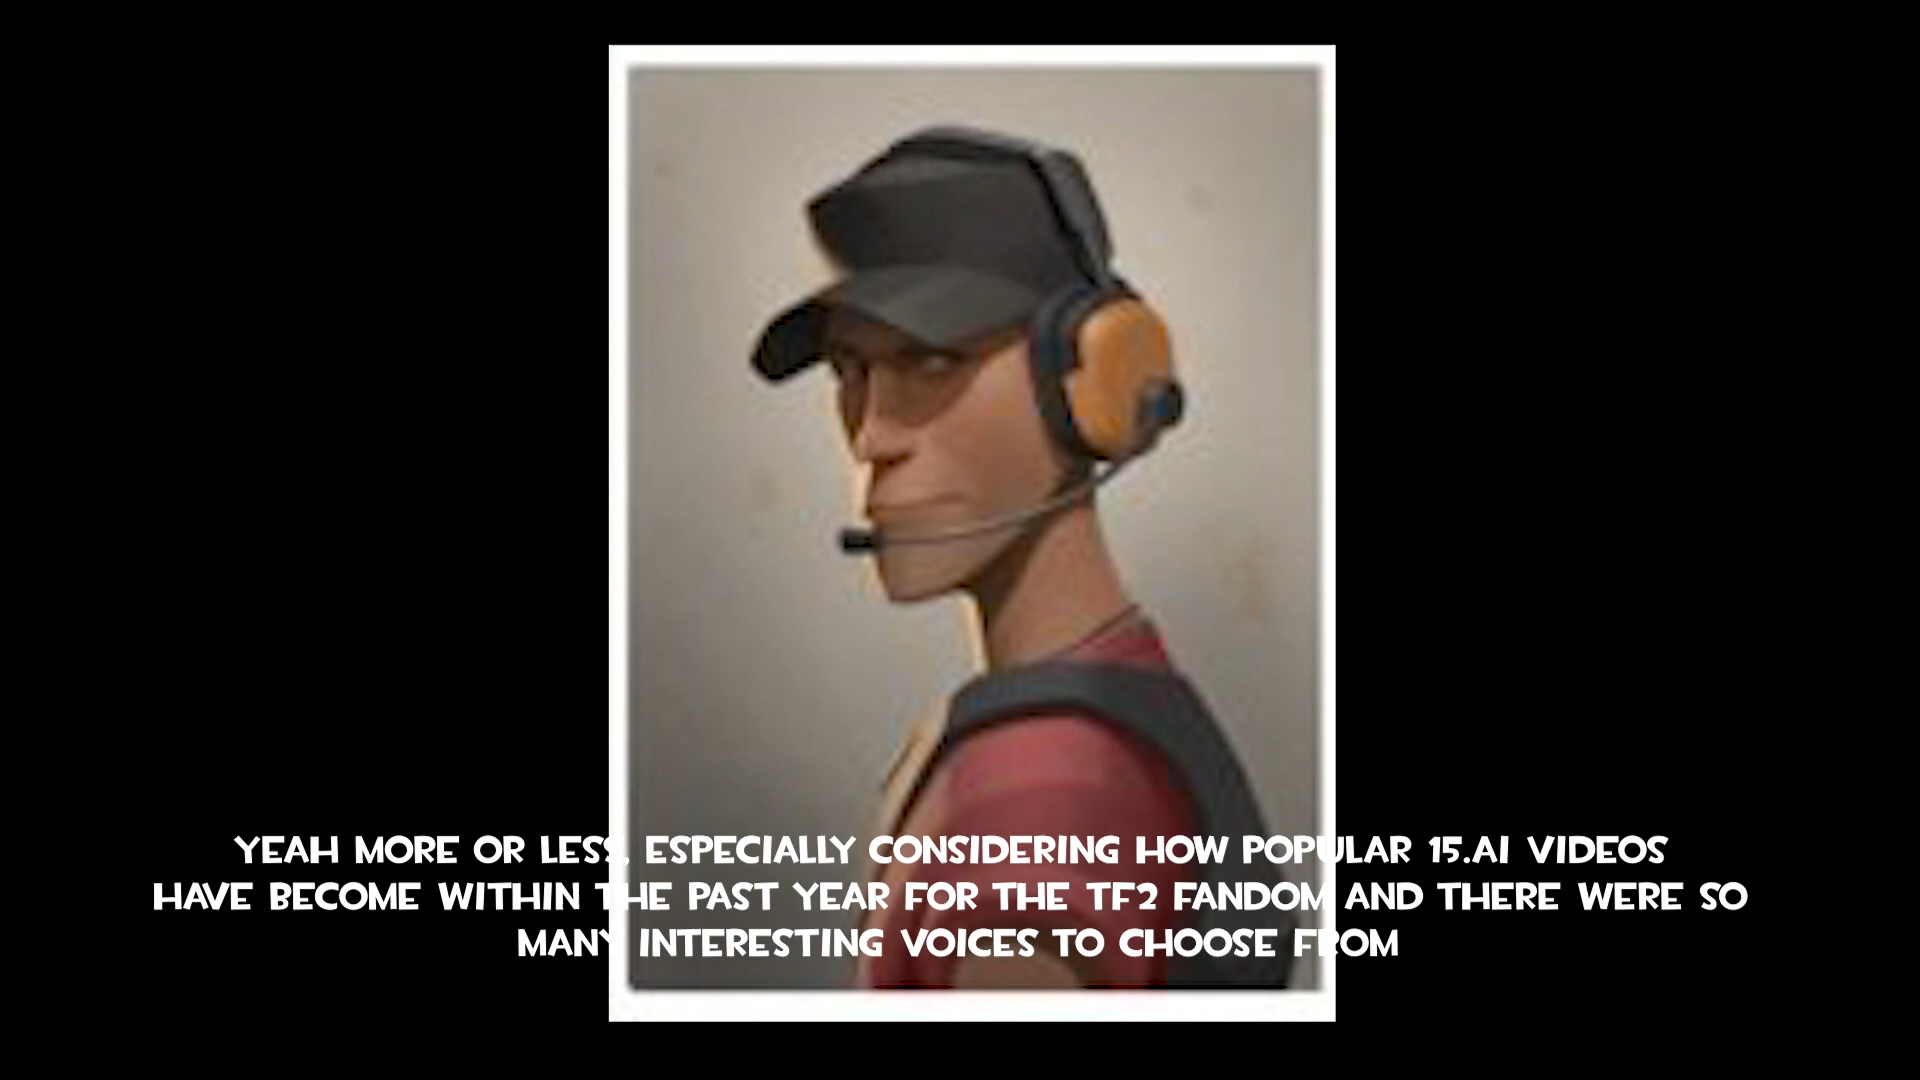 YEAH MORE OR LESS, ESPECIALLY CONSIDERING HOW POPULAR 15.AI VIDEOS
HAVE BECOME WITHIN THE PAST YEAR FOR THE TF2 FANDOM AND THERE WERE SO
MANY INTERESTING VOICES TO CHOOSE FROM